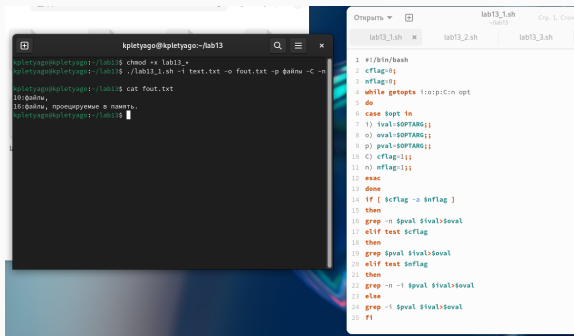 kpletyago@kpletyago:~/lab13
kpletyago@kpletyago:~/lab13$ chmod +x lab13_*
kpletyago@kpletyago:~/lab13$ ./lab13_1.sh -i text.txt -o fout.txt -p файлы -C -n
kpletyago@kpletyago:~/lab13$ cat fout.txt
10:файлы,
16:файлы, проецируемые в память.
kpletyago@kpletyago:~/lab13$
Открыть
lab13_1.sh
~/lab13
Стр. 1, Стол
lab13_1.sh
lab13_2.sh
lab13_3.sh
1 #!/bin/bash
2 cflag=0;
3 nflag=0;
4 while getopts i:o:p:C:n opt
5 do
6 case $opt in
7 i) ival=$OPTARG;;
8 o) oval=$OPTARG;;
9 p) pval=$OPTARG;;
10 C) cflag=1;;
11 n) nflag=1;;
12 esac
13 done
14 if [ $cflag -a $nflag ]
15 then
16 grep -n $pval $ival>$oval
17 elif test $cflag
18 then
19 grep $pval $ival>$oval
20 elif test $nflag
21 then
22 grep -n -i $pval $ival>$oval
23 else
24 grep -i $pval $ival>$oval
25 fi